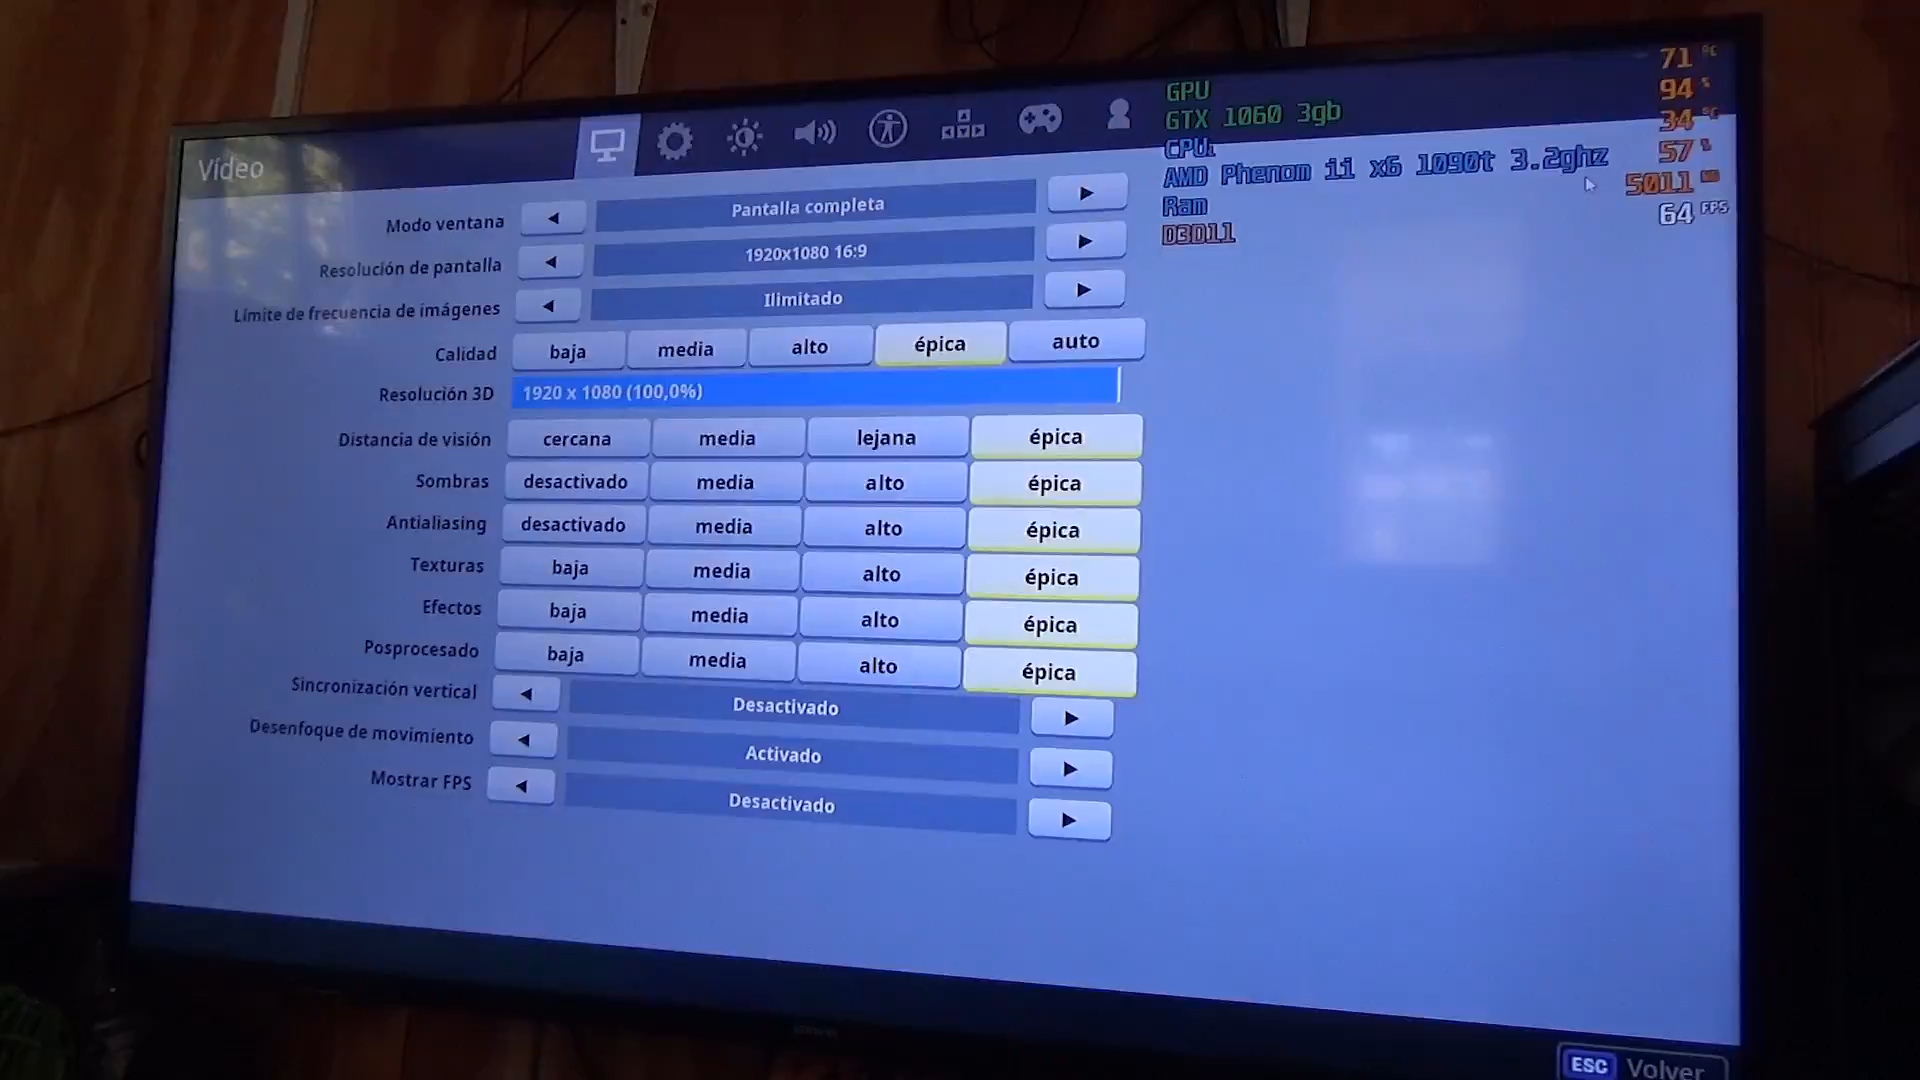 Vídeo
Modo ventana Pantalla completa
Resolución de pantalla 1920x1080 16:9
Límite de frecuencia de imágenes Ilimitado
Calidad baja media alto épica auto
Resolución 3D 1920 x 1080 (100,0%)
Distancia de visión cercana media lejana épica
Sombras desactivado media alto épica
Antialiasing desactivado media alto épica
Texturas baja media alto épica
Efectos baja media alto épica
Posprocesado baja media alto épica
Sincronización vertical Desactivado
Desenfoque de movimiento Activado
Mostrar FPS Desactivado
GPU 71 °C
GTX 1060 3gb 94 %
CPU1 34 °C
AMD Phenom ii x6 1090t 3.2ghz 57 %
Ram 5011 MB
D3D11 64 FPS
ESC Volver